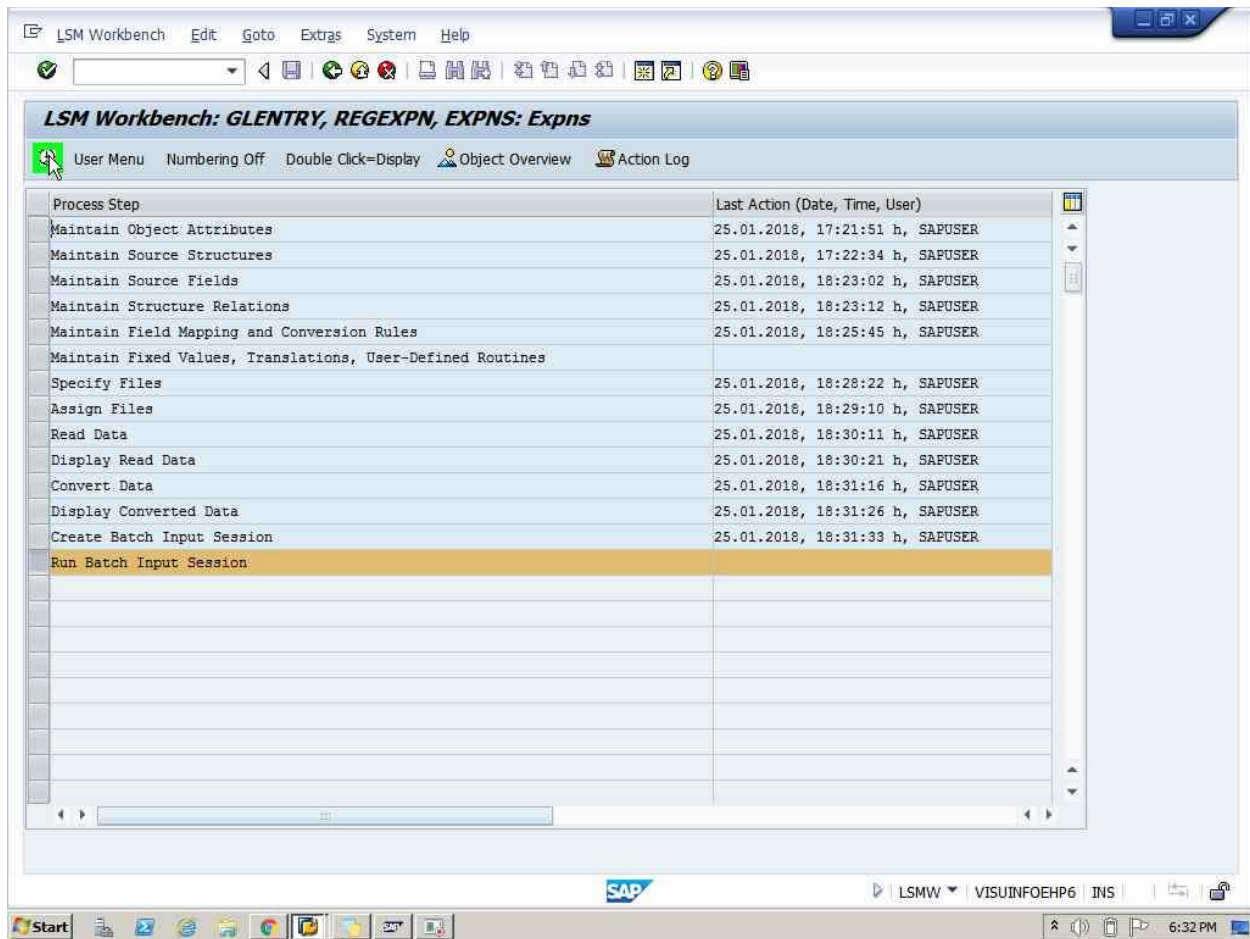 LSM Workbench Edit Goto Extras System Help
LSM Workbench: GLENTRY, REGEXPN, EXPNS: Expns
User Menu Numbering Off Double Click=Display Object Overview Action Log
Process Step Last Action (Date, Time, User)
Maintain Object Attributes 25.01.2018, 17:21:51 h, SAPUSER
Maintain Source Structures 25.01.2018, 17:22:34 h, SAPUSER
Maintain Source Fields 25.01.2018, 18:23:02 h, SAPUSER
Maintain Structure Relations 25.01.2018, 18:23:12 h, SAPUSER
Maintain Field Mapping and Conversion Rules 25.01.2018, 18:25:45 h, SAPUSER
Maintain Fixed Values, Translations, User-Defined Routines
Specify Files 25.01.2018, 18:28:22 h, SAPUSER
Assign Files 25.01.2018, 18:29:10 h, SAPUSER
Read Data 25.01.2018, 18:30:11 h, SAPUSER
Display Read Data 25.01.2018, 18:30:21 h, SAPUSER
Convert Data 25.01.2018, 18:31:16 h, SAPUSER
Display Converted Data 25.01.2018, 18:31:26 h, SAPUSER
Create Batch Input Session 25.01.2018, 18:31:33 h, SAPUSER
Run Batch Input Session
SAP LSMW VISUINFOEHP6 INS
Start SAP 6:32 PM